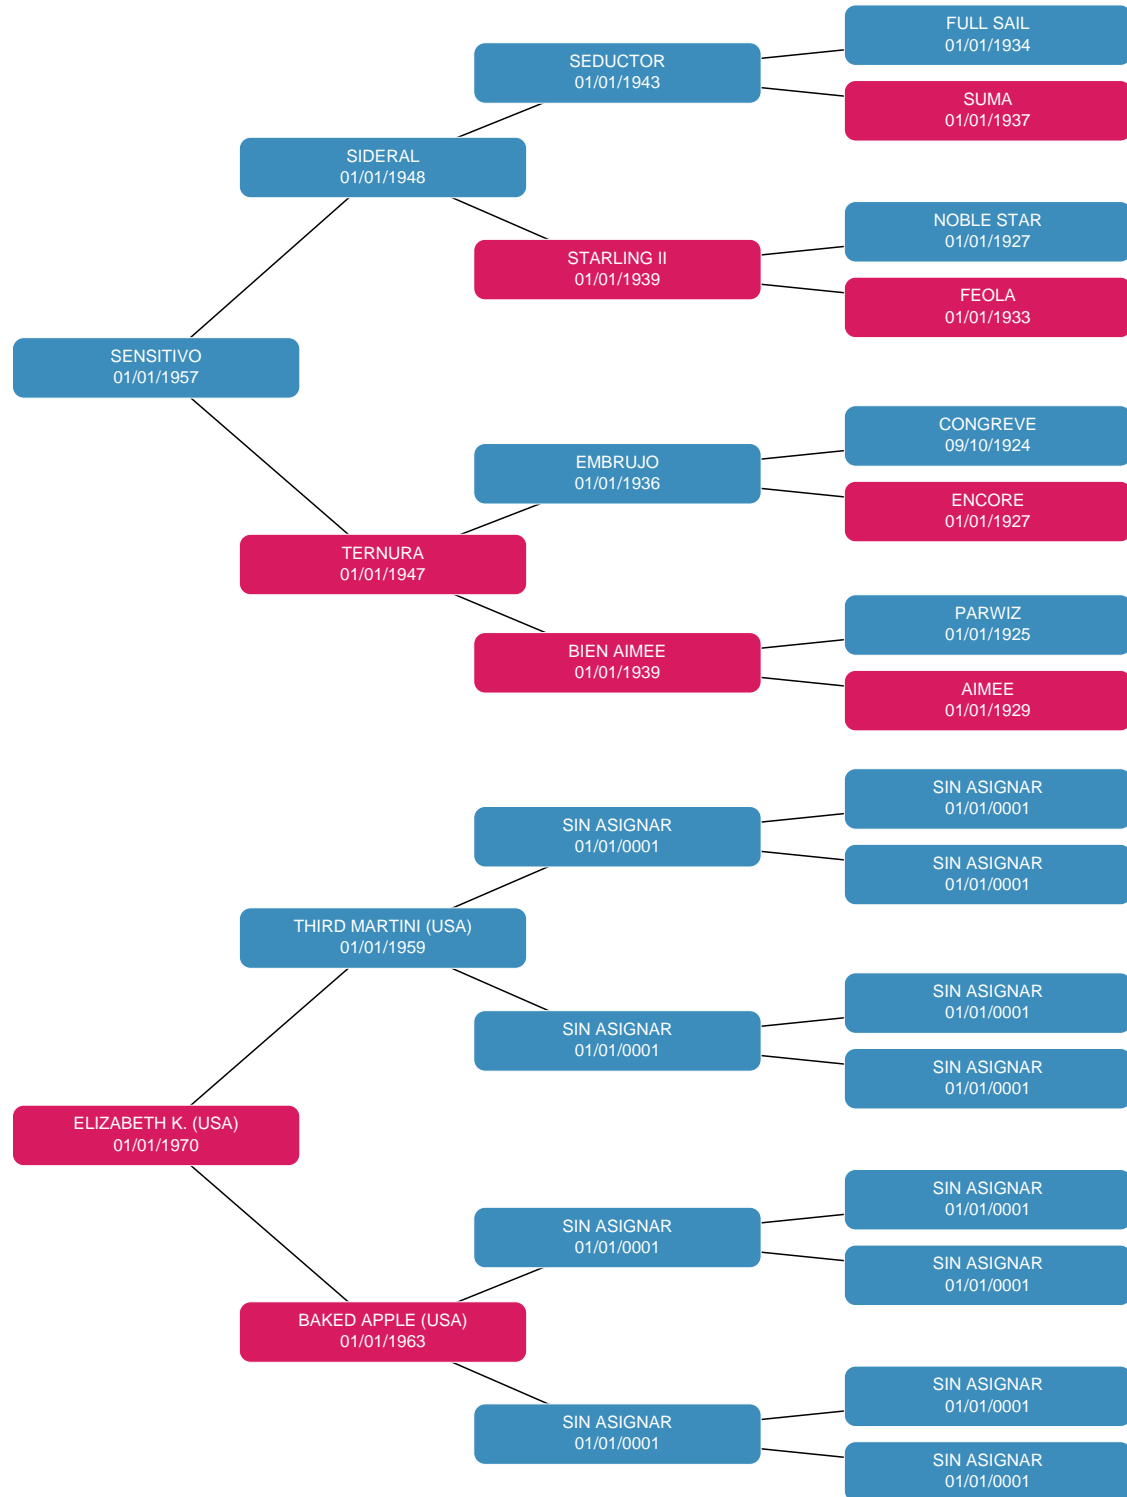 FULL SAIL
01/01/1934
SEDUCTOR
01/01/1943
SUMA
01/01/1937
SIDERAL
01/01/1948
NOBLE STAR
01/01/1927
STARLING II
01/01/1939
FEOLA
01/01/1933
SENSITIVO
01/01/1957
CONGREVE
09/10/1924
EMBRUJO
01/01/1936
ENCORE
01/01/1927
TERNURA
01/01/1947
PARWIZ
01/01/1925
BIEN AIMEE
01/01/1939
AIMEE
01/01/1929
SIN ASIGNAR
01/01/0001
SIN ASIGNAR
01/01/0001
SIN ASIGNAR
01/01/0001
THIRD MARTINI (USA)
01/01/1959
SIN ASIGNAR
01/01/0001
SIN ASIGNAR
01/01/0001
SIN ASIGNAR
01/01/0001
ELIZABETH K. (USA)
01/01/1970
SIN ASIGNAR
01/01/0001
SIN ASIGNAR
01/01/0001
SIN ASIGNAR
01/01/0001
BAKED APPLE (USA)
01/01/1963
SIN ASIGNAR
01/01/0001
SIN ASIGNAR
01/01/0001
SIN ASIGNAR
01/01/0001